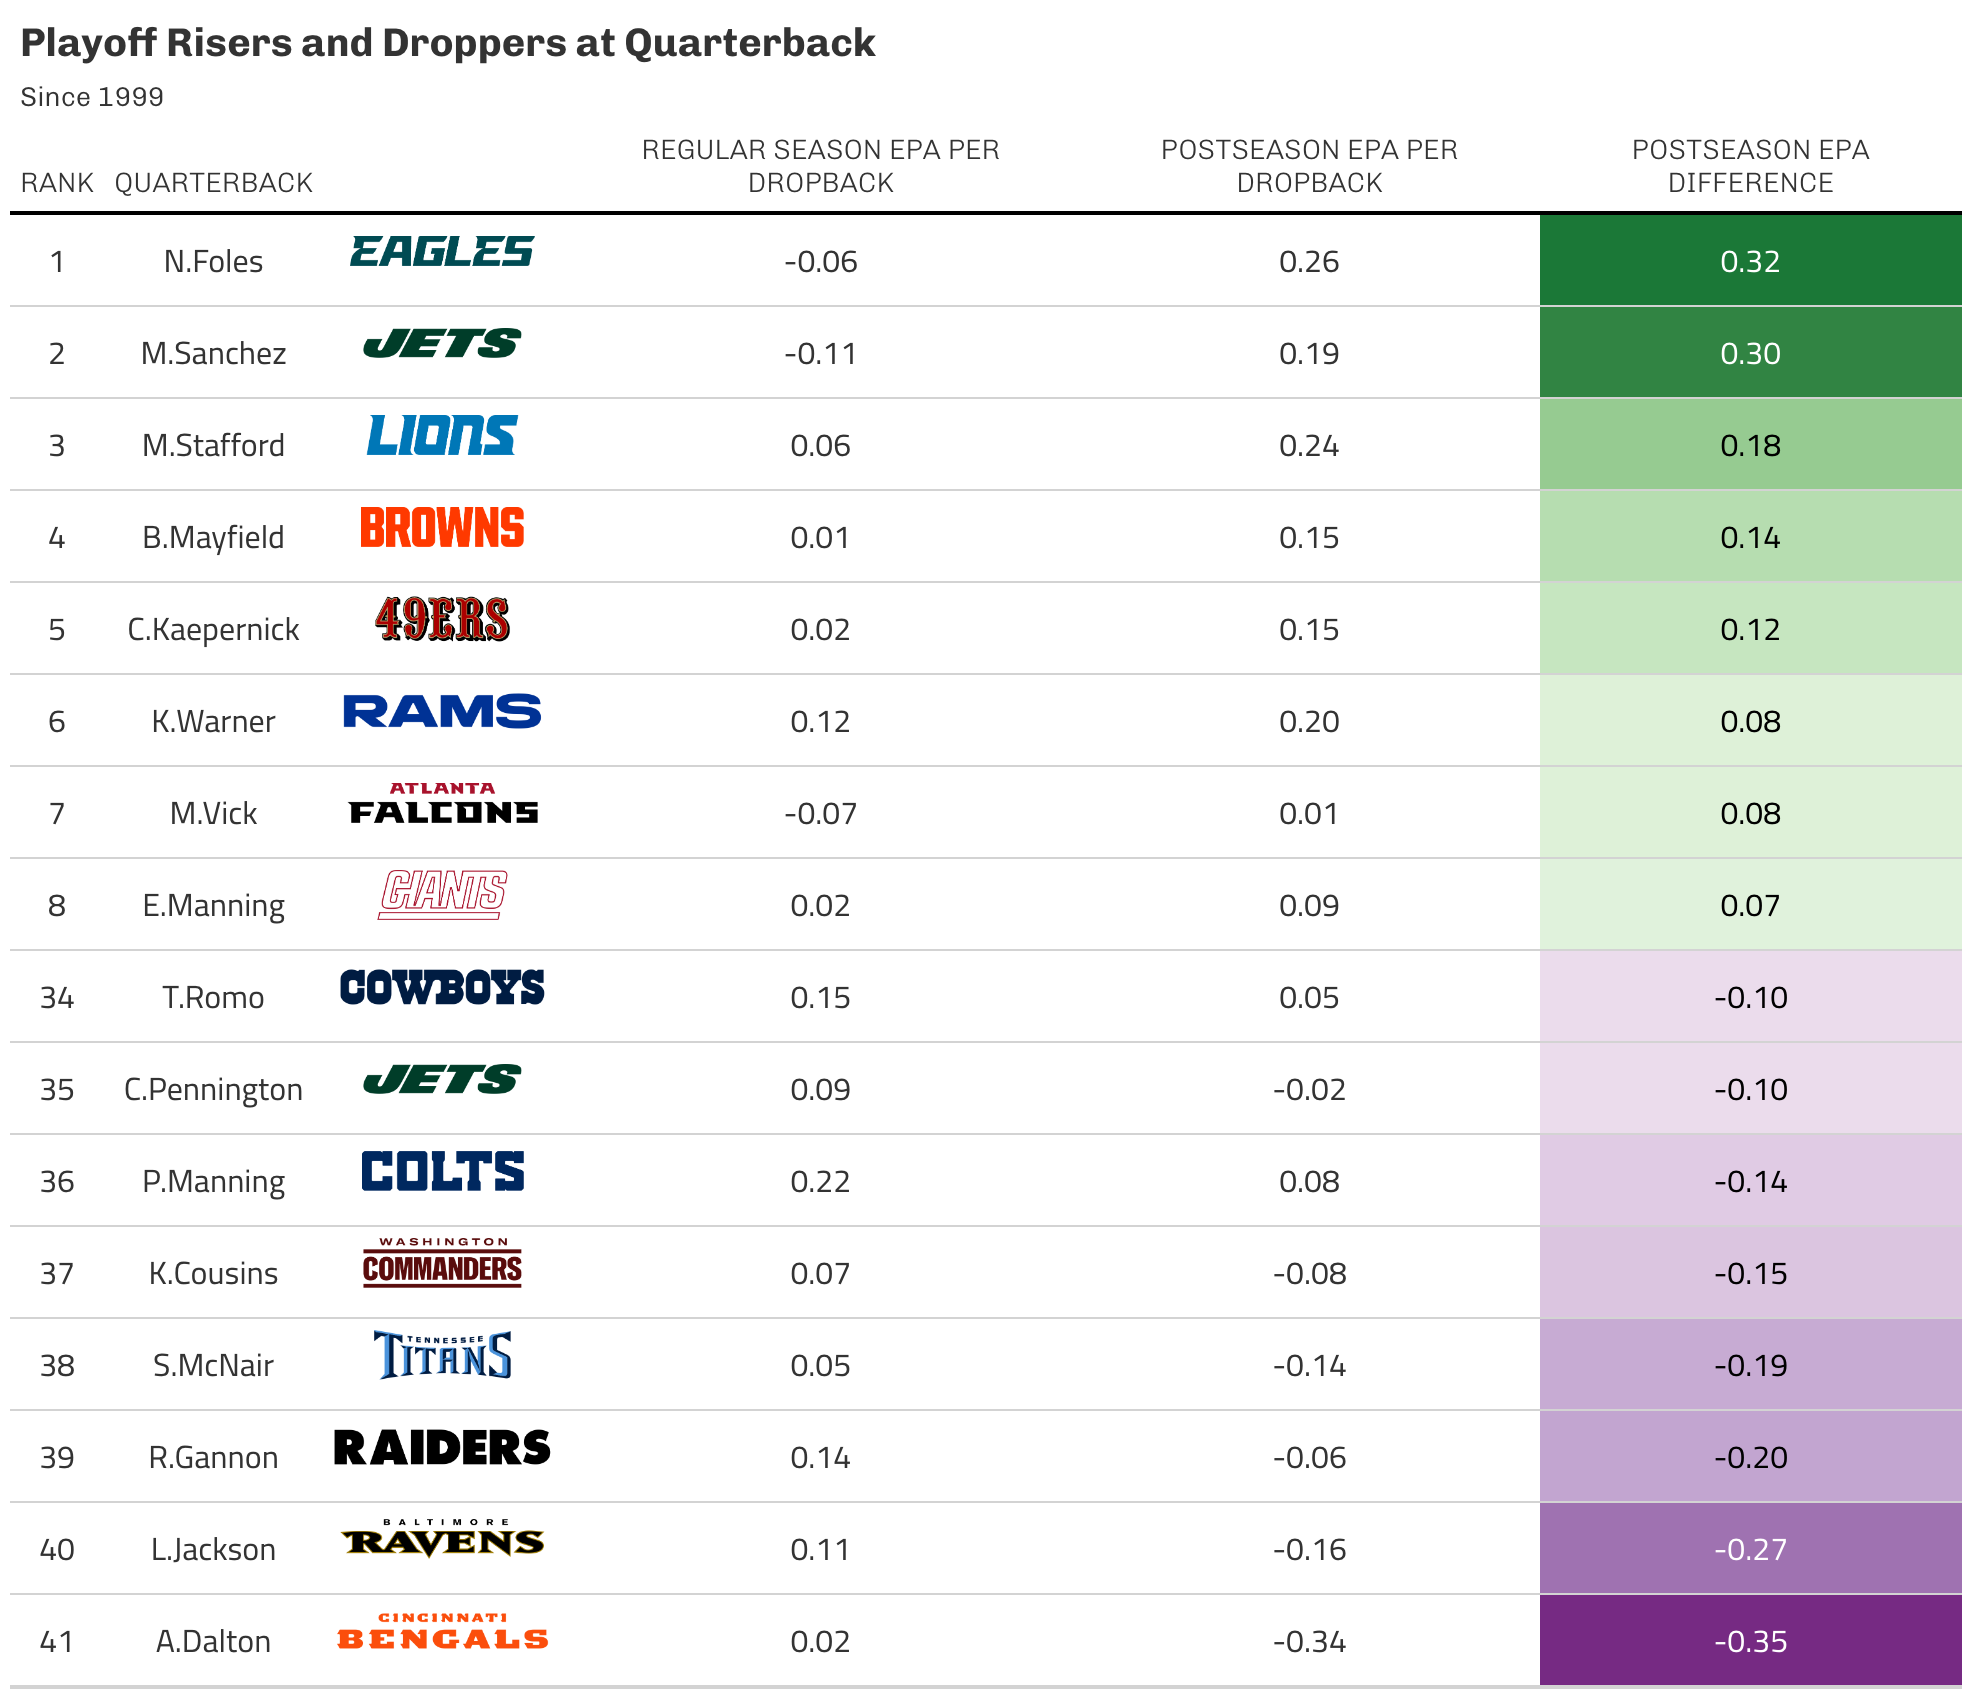 Playoff Risers and Droppers at Quarterback
Since 1999
RANK QUARTERBACK REGULAR SEASON EPA PER DROPBACK POSTSEASON EPA PER DROPBACK POSTSEASON EPA DIFFERENCE
1 N.Foles EAGLES -0.06 0.26 0.32
2 M.Sanchez JETS -0.11 0.19 0.30
3 M.Stafford LIONS 0.06 0.24 0.18
4 B.Mayfield BROWNS 0.01 0.15 0.14
5 C.Kaepernick 49ERS 0.02 0.15 0.12
6 K.Warner RAMS 0.12 0.20 0.08
7 M.Vick ATLANTA FALCONS -0.07 0.01 0.08
8 E.Manning GIANTS 0.02 0.09 0.07
34 T.Romo COWBOYS 0.15 0.05 -0.10
35 C.Pennington JETS 0.09 -0.02 -0.10
36 P.Manning COLTS 0.22 0.08 -0.14
37 K.Cousins WASHINGTON COMMANDERS 0.07 -0.08 -0.15
38 S.McNair TENNESSEE TITANS 0.05 -0.14 -0.19
39 R.Gannon RAIDERS 0.14 -0.06 -0.20
40 L.Jackson BALTIMORE RAVENS 0.11 -0.16 -0.27
41 A.Dalton CINCINNATI BENGALS 0.02 -0.34 -0.35